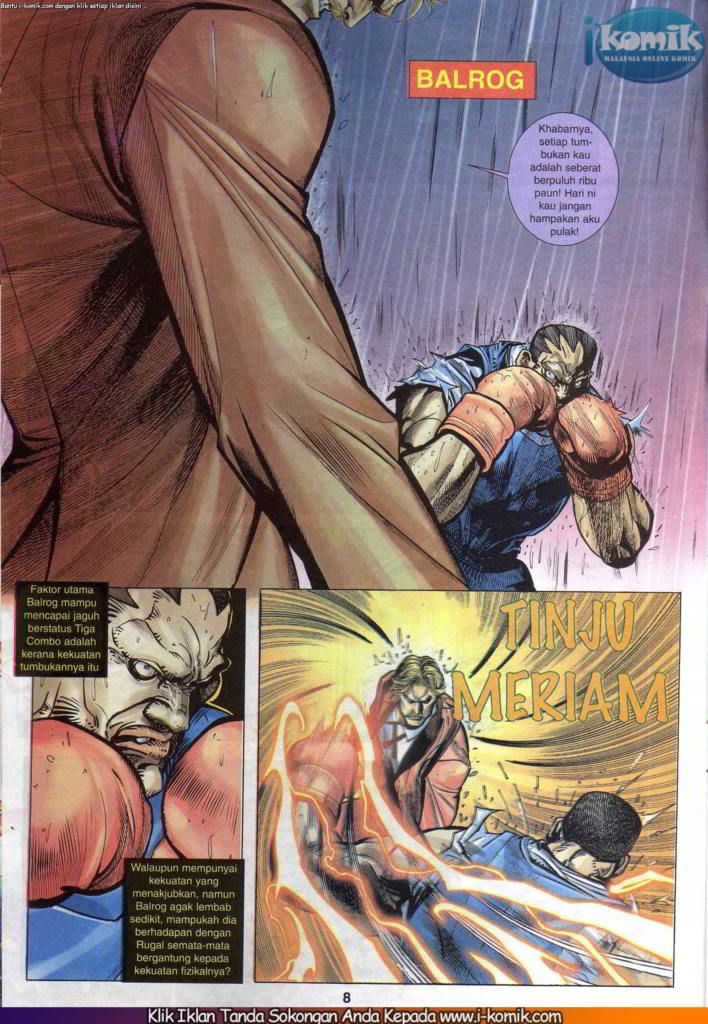 Bantu i-komik.com dengan klik setiap iklan disini ..
ikomik
MALAYSIA ONLINE KOMIK
BALROG
Khabarnya,
setiap tum-
bukan kau
adalah seberat
berpuluh ribu
paun! Hari ni
kau jangan
hampakan aku
pulak!
Faktor utama
Balrog mampu
mencapai jaguh
berstatus Tiga
Combo adalah
kerana kekuatan
tumbukannya itu
TINJU
MERIAM
Walaupun mempunyai
kekuatan yang
menakjubkan, namun
Balrog agak lembab
sedikit, mampukah dia
berhadapan dengan
Rugal semata-mata
bergantung kepada
kekuatan fizikalnya?
8
Klik Iklan Tanda Sokongan Anda Kepada www.i-komik.com